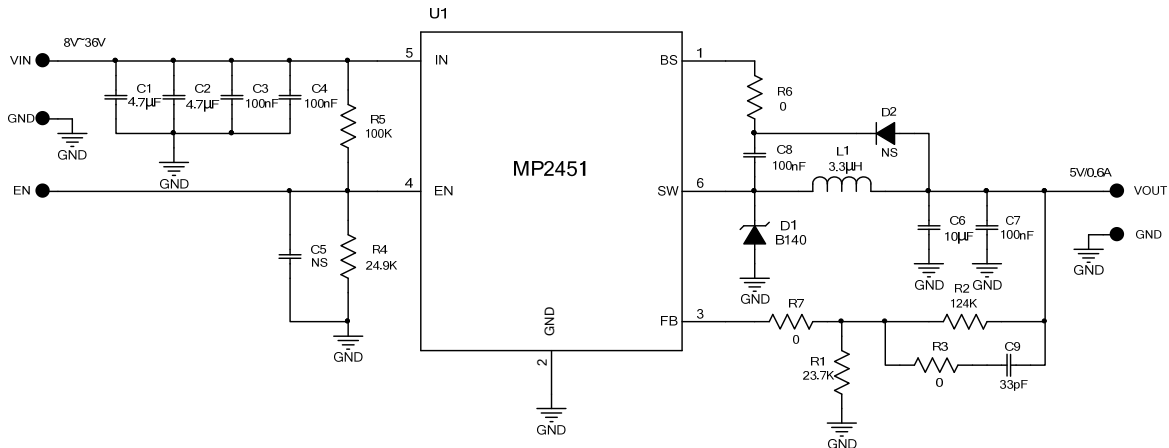 U1
VIN
8V~36V
5
IN
BS
1
C1
4.7µF
C2
4.7µF
C3
100nF
C4
100nF
R5
100K
R6
0
D2
NS
GND
GND
GND
C8
100nF
L1
3.3µH
MP2451
EN
4
EN
SW
6
5V/0.6A
VOUT
C5
NS
R4
24.9K
D1
B140
C6
10µF
C7
100nF
GND
GND
GND
GND
GND
GND
FB
3
R7
0
R2
124K
GND
2
R1
23.7K
R3
0
C9
33pF
GND
GND
GND